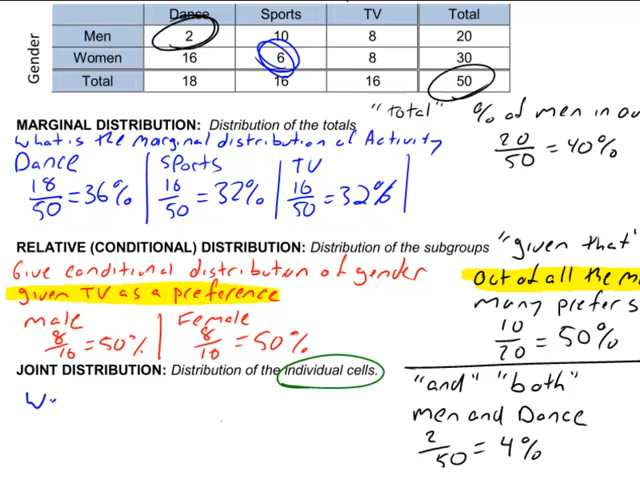 Dance Sports TV Total
Gender
Men 2 10 8 20
Women 16 6 8 30
Total 18 16 16 50
"total" % of men in ou
20/50 = 40%
MARGINAL DISTRIBUTION: Distribution of the totals
What is the marginal distribution of Activity
Dance | Sports | TV |
18/50 = 36% | 16/50 = 32% | 16/50 = 32% |
RELATIVE (CONDITIONAL) DISTRIBUTION: Distribution of the subgroups
"given that"
Give conditional distribution of gender
given TV as a preference
out of all the m
many prefer s
10/20 = 50%
male | Female
8/16 = 50% | 8/16 = 50%
JOINT DISTRIBUTION: Distribution of the individual cells.
W
"and" "both"
men and Dance
2/50 = 4%